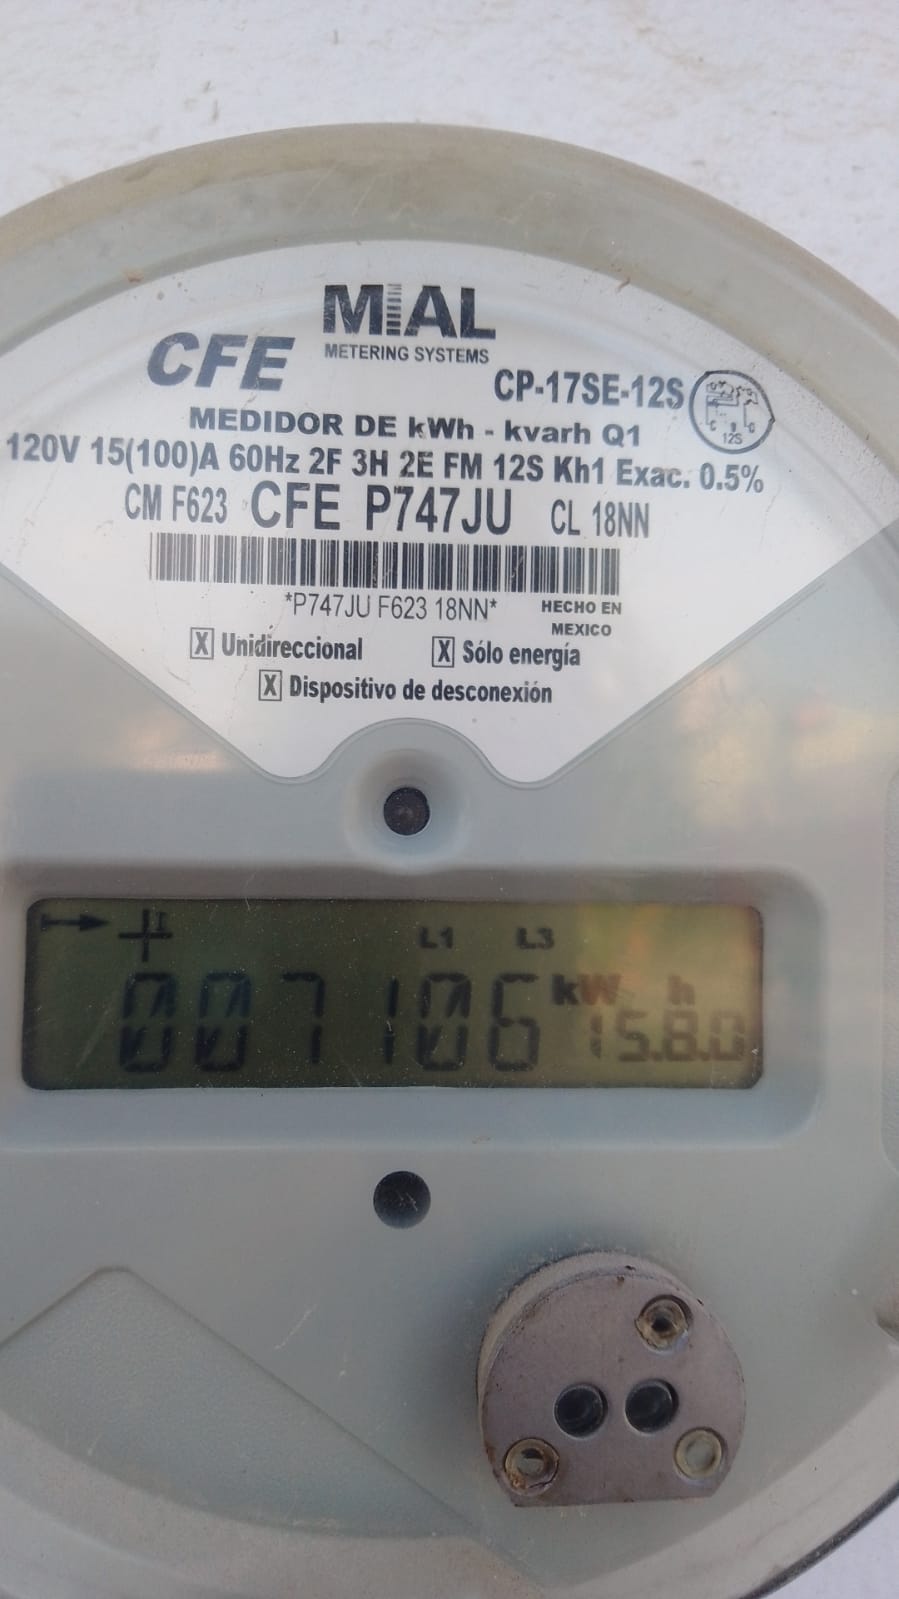 MIAL
METERING SYSTEMS
CFE
CP-17SE-12S
12S
MEDIDOR DE kWh - kvarh Q1
120V 15(100)A 60Hz 2F 3H 2E FM 12S Kh1 Exac. 0.5%
CM F623 CFE P747JU CL 18NN
*P747JU F623 18NN*
HECHO EN
MEXICO
X Unidireccional X Sólo energía
X Dispositivo de desconexión
L1 L3
007106 kW h 15.8.0